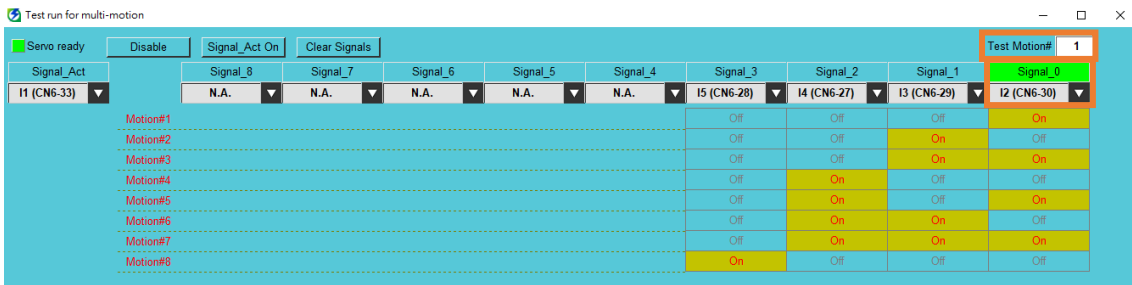 Test run for multi-motion
Servo ready Disable Signal_Act On Clear Signals Test Motion# 1
Signal_Act Signal_8 Signal_7 Signal_6 Signal_5 Signal_4 Signal_3 Signal_2 Signal_1 Signal_0
I1 (CN6-33) N.A. N.A. N.A. N.A. N.A. I5 (CN6-28) I4 (CN6-27) I3 (CN6-29) I2 (CN6-30)
Motion#1 Off Off Off On
Motion#2 Off Off On Off
Motion#3 Off Off On On
Motion#4 Off On Off Off
Motion#5 Off On Off On
Motion#6 Off On On Off
Motion#7 Off On On On
Motion#8 On Off Off Off